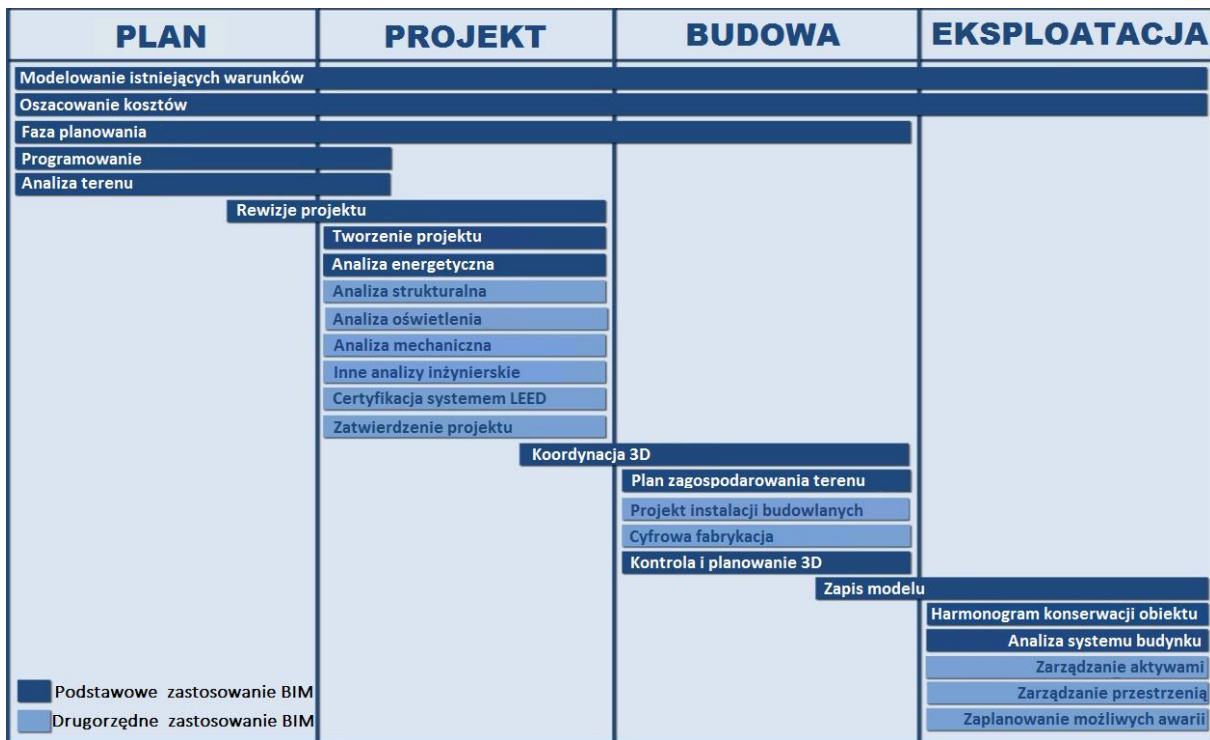 PLAN
PROJEKT
BUDOWA
EKSPLOATACJA
Modelowanie istniejących warunków
Oszacowanie kosztów
Faza planowania
Programowanie
Analiza terenu
Rewizje projektu
Tworzenie projektu
Analiza energetyczna
Analiza strukturalna
Analiza oświetlenia
Analiza mechaniczna
Inne analizy inżynierskie
Certyfikacja systemem LEED
Zatwierdzenie projektu
Koordynacja 3D
Plan zagospodarowania terenu
Projekt instalacji budowlanych
Cyfrowa fabrykacja
Kontrola i planowanie 3D
Zapis modelu
Harmonogram konserwacji obiektu
Analiza systemu budynku
Zarządzanie aktywami
Zarządzanie przestrzenią
Zaplanowanie możliwych awarii
Podstawowe zastosowanie BIM
Drugorzędne zastosowanie BIM